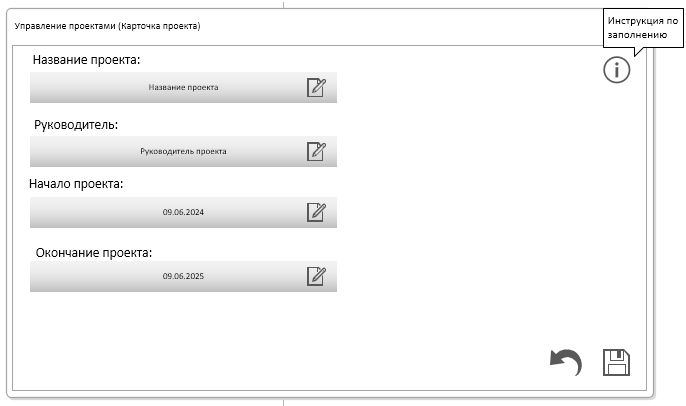 Инструкция по
заполнению
Управление проектами (Карточка проекта)
Название проекта:
Название проекта
Руководитель:
Руководитель проекта
Начало проекта:
09.06.2024
Окончание проекта:
09.06.2025